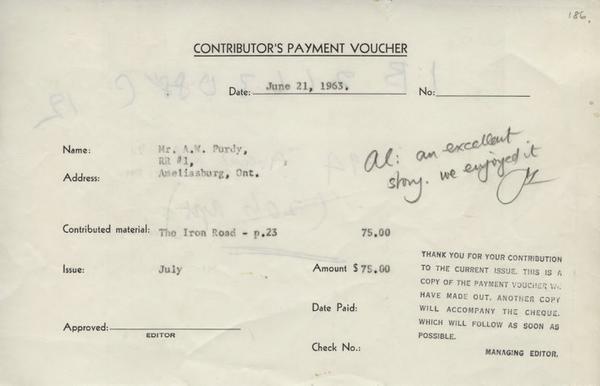 186.
CONTRIBUTOR'S PAYMENT VOUCHER
Date: June 21, 1963. No:
Name: Mr. A.W. Purdy,
RR #1,
Address: Ameliasburg, Ont.
Al: an excellent
story. we enjoyed it
Contributed material: The Iron Road - p.23 75.00
Issue: July Amount $75.00
THANK YOU FOR YOUR CONTRIBUTION
TO THE CURRENT ISSUE. THIS IS A
COPY OF THE PAYMENT VOUCHER WE
HAVE MADE OUT. ANOTHER COPY
WILL ACCOMPANY THE CHEQUE,
WHICH WILL FOLLOW AS SOON AS
POSSIBLE.
MANAGING EDITOR.
Date Paid:
Approved:
EDITOR
Check No.: